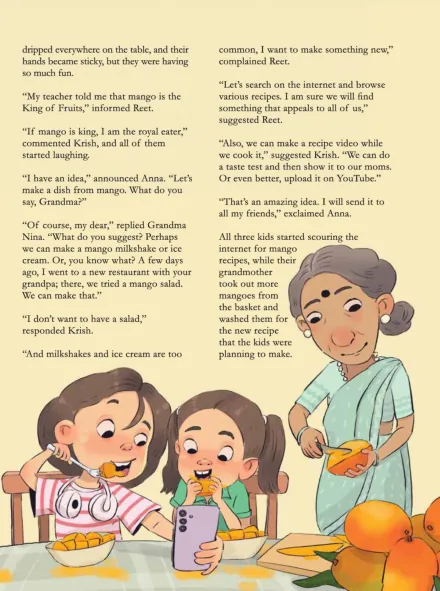 dripped everywhere on the table, and their
hands became sticky, but they were having
so much fun.
“My teacher told me that mango is the
King of Fruits,” informed Reet.
“If mango is king, I am the royal eater,”
commented Krish, and all of them
started laughing.
“I have an idea,” announced Anna. “Let’s
make a dish from mango. What do you
say, Grandma?”
“Of course, my dear,” replied Grandma
Nina. “What do you suggest? Perhaps
we can make a mango milkshake or ice
cream. Or, you know what? A few days
ago, I went to a new restaurant with your
grandpa; there, we tried a mango salad.
We can make that.”
“I don’t want to have a salad,”
responded Krish.
“And milkshakes and ice cream are too
common, I want to make something new,”
complained Reet.
“Let’s search on the internet and browse
various recipes. I am sure we will find
something that appeals to all of us,”
suggested Reet.
“Also, we can make a recipe video while
we cook it,” suggested Krish. “We can do
a taste test and then show it to our moms.
Or even better, upload it on YouTube.”
“That’s an amazing idea. I will send it to
all my friends,” exclaimed Anna.
All three kids started scouring the
internet for mango
recipes, while their
grandmother
took out more
mangoes from
the basket and
washed them for
the new recipe
that the kids were
planning to make.